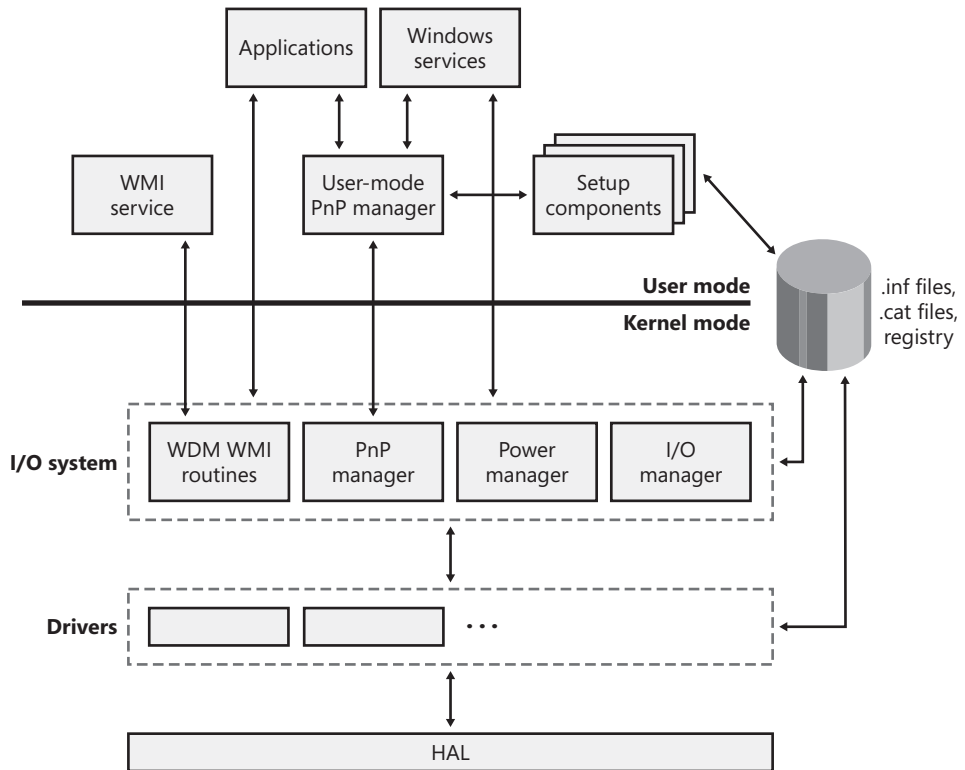 Applications
Windows
services
WMI
service
User-mode
PnP manager
Setup
components
User mode
Kernel mode
.inf files,
.cat files,
registry
I/O system
WDM WMI
routines
PnP
manager
Power
manager
I/O
manager
Drivers
...
HAL